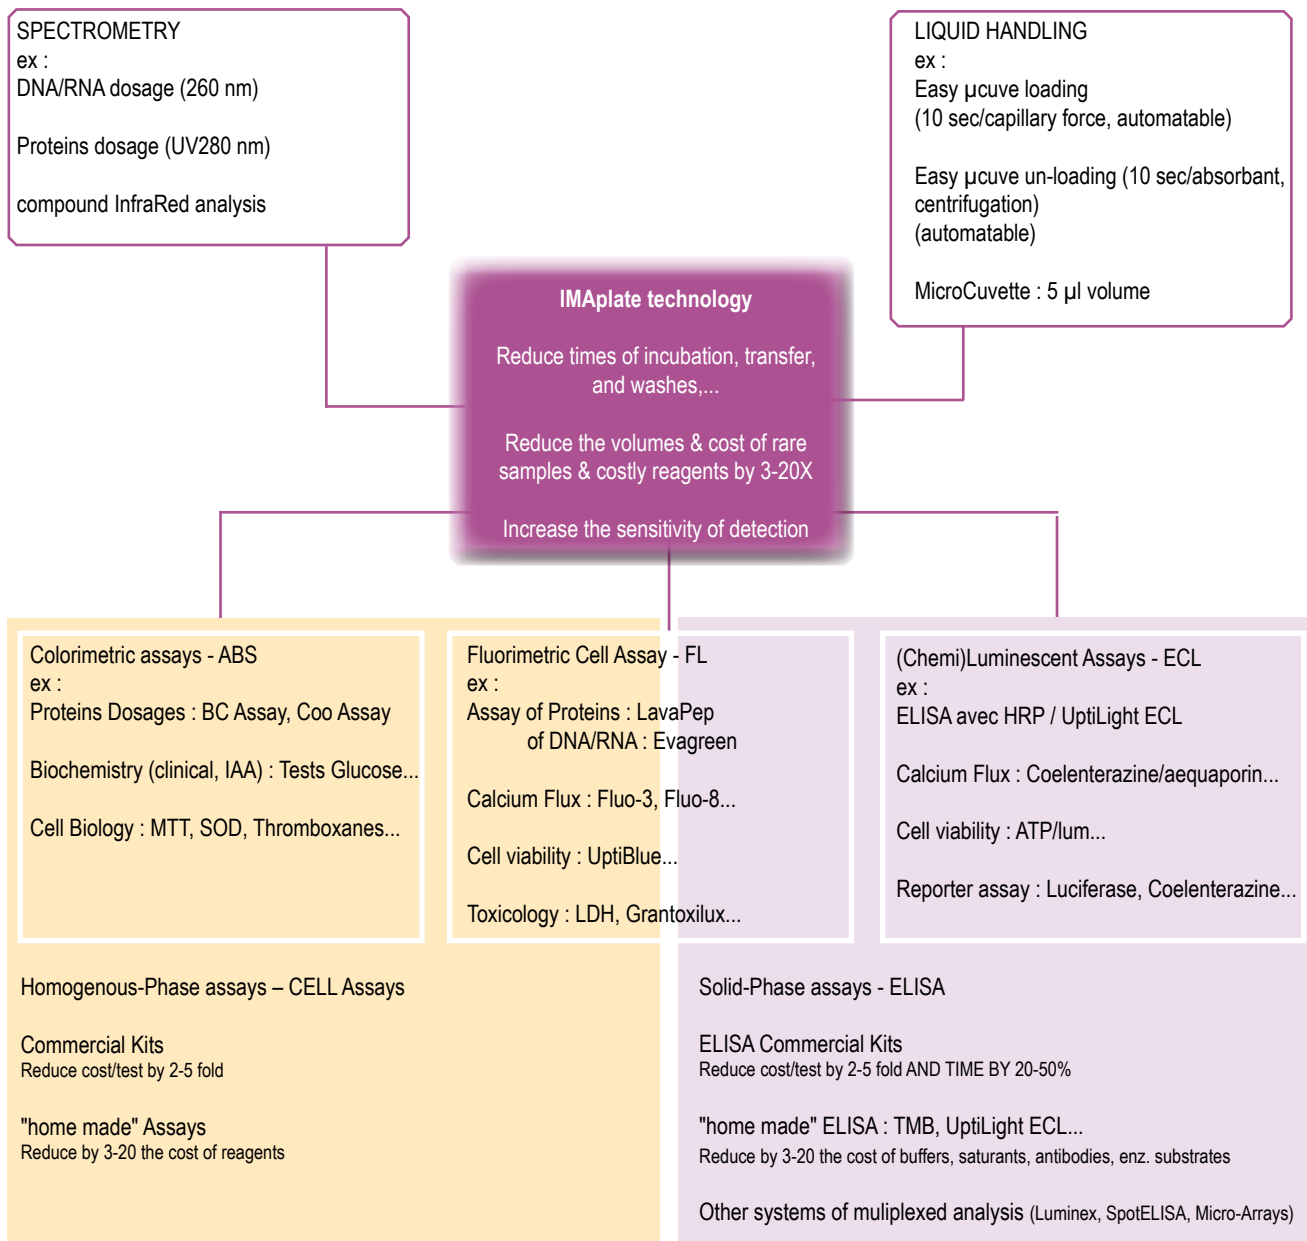 SPECTROMETRY
ex :
DNA/RNA dosage (260 nm)
Proteins dosage (UV280 nm)
compound InfraRed analysis
LIQUID HANDLING
ex :
Easy µcuve loading
(10 sec/capillary force, automatable)
Easy µcuve un-loading (10 sec/absorbant,
centrifugation)
(automatable)
MicroCuvette : 5 µl volume
IMAplate technology
Reduce times of incubation, transfer,
and washes,...
Reduce the volumes & cost of rare
samples & costly reagents by 3-20X
Increase the sensitivity of detection
Colorimetric assays - ABS
ex :
Proteins Dosages : BC Assay, Coo Assay
Biochemistry (clinical, IAA) : Tests Glucose...
Cell Biology : MTT, SOD, Thromboxanes...
Fluorimetric Cell Assay - FL
ex :
Assay of Proteins : LavaPep
of DNA/RNA : Evagreen
Calcium Flux : Fluo-3, Fluo-8...
Cell viability : UptiBlue...
Toxicology : LDH, Grantoxilux...
(Chemi)Luminescent Assays - ECL
ex :
ELISA avec HRP / UptiLight ECL
Calcium Flux : Coelenterazine/aequaporin...
Cell viability : ATP/lum...
Reporter assay : Luciferase, Coelenterazine...
Homogenous-Phase assays – CELL Assays
Commercial Kits
Reduce cost/test by 2-5 fold
"home made" Assays
Reduce by 3-20 the cost of reagents
Solid-Phase assays - ELISA
ELISA Commercial Kits
Reduce cost/test by 2-5 fold AND TIME BY 20-50%
"home made" ELISA : TMB, UptiLight ECL...
Reduce by 3-20 the cost of buffers, saturants, antibodies, enz. substrates
Other systems of muliplexed analysis (Luminex, SpotELISA, Micro-Arrays)